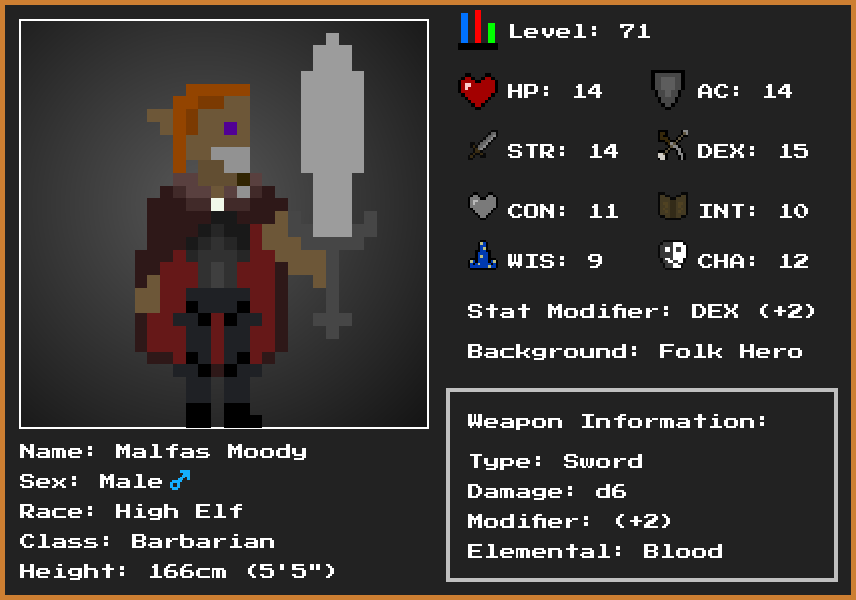 Level: 71
HP: 14
AC: 14
STR: 14
DEX: 15
CON: 11
INT: 10
WIS: 9
CHA: 12
Stat Modifier: DEX (+2)
Background: Folk Hero
Weapon Information:
Type: Sword
Damage: d6
Modifier: (+2)
Elemental: Blood
Name: Malfas Moody
Sex: Male♂
Race: High Elf
Class: Barbarian
Height: 166cm (5'5")